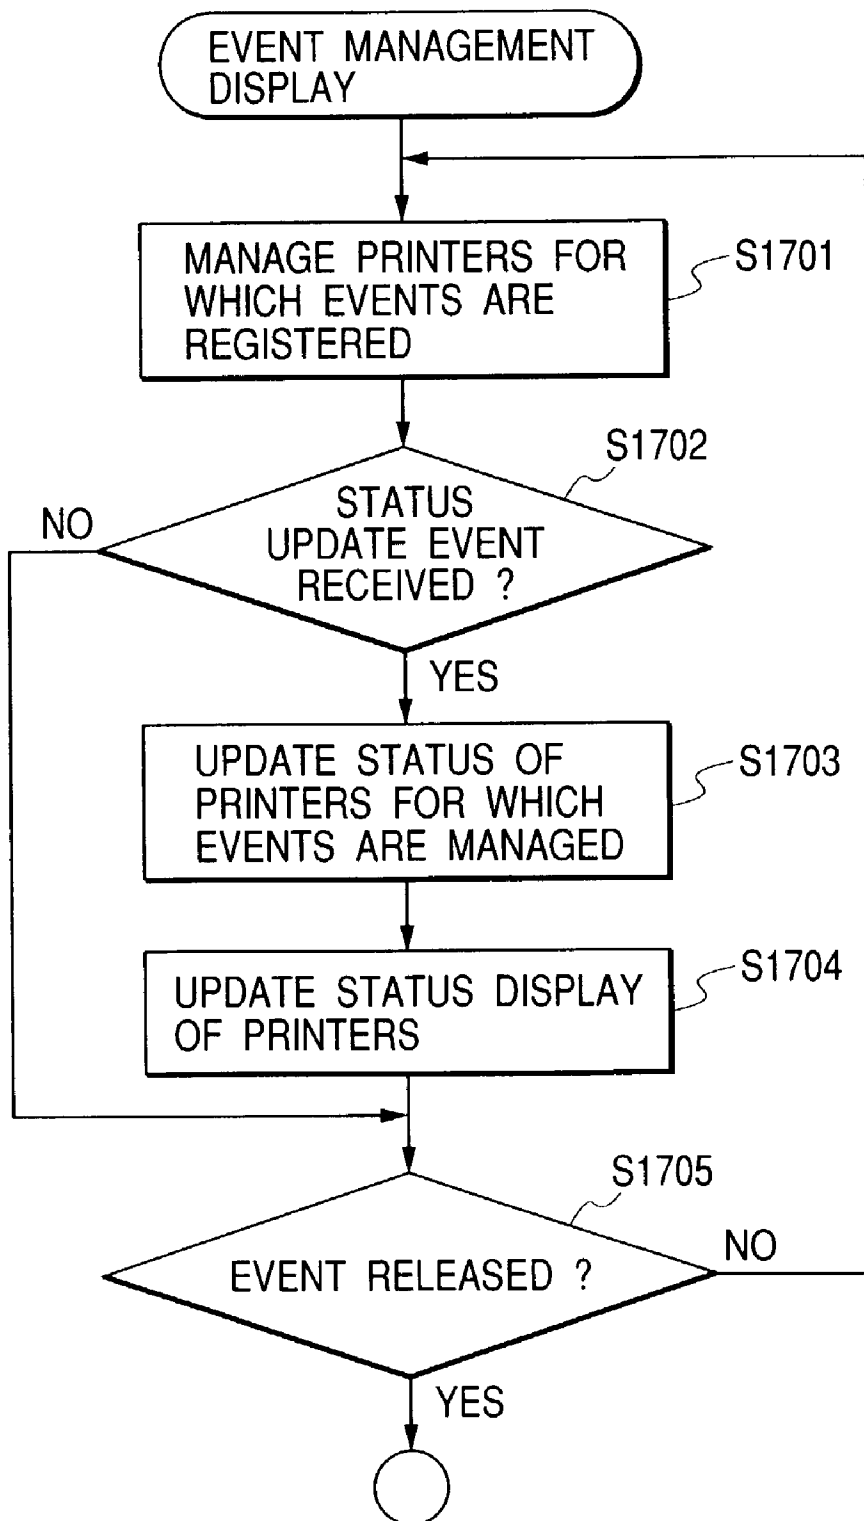 EVENT MANAGEMENT
DISPLAY
MANAGE PRINTERS FOR
WHICH EVENTS ARE
REGISTERED
S1701
S1702
STATUS
UPDATE EVENT
RECEIVED ?
NO
YES
UPDATE STATUS OF
PRINTERS FOR WHICH
EVENTS ARE MANAGED
S1703
UPDATE STATUS DISPLAY
OF PRINTERS
S1704
S1705
EVENT RELEASED ?
NO
YES